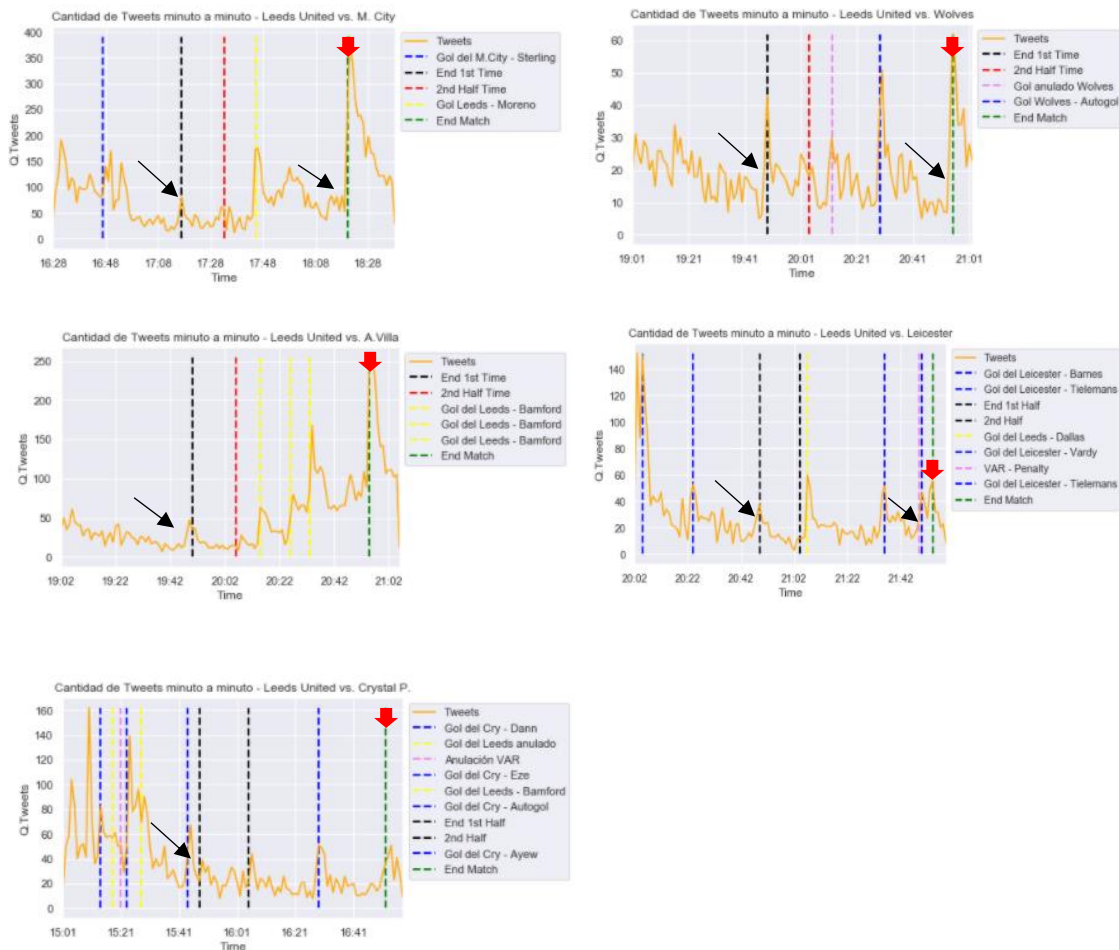 Cantidad de Tweets minuto a minuto - Leeds United vs. M. City
400
350
300
250
200
150
100
50
0
Q.Tweets
16:28 16:48 17:08 17:28 17:48 18:08 18:28
Time
Tweets
Gol del M.City - Sterling
End 1st Time
2nd Half Time
Gol Leeds - Moreno
End Match
Cantidad de Tweets minuto a minuto - Leeds United vs. Wolves
60
50
40
30
20
10
0
Q.Tweets
19:01 19:21 19:41 20:01 20:21 20:41 21:01
Time
Tweets
End 1st Time
2nd Half Time
Gol anulado Wolves
Gol Wolves - Autogol
End Match
Cantidad de Tweets minuto a minuto - Leeds United vs. A.Villa
250
200
150
100
50
0
Q.Tweets
19:02 19:22 19:42 20:02 20:22 20:42 21:02
Time
Tweets
End 1st Time
2nd Half Time
Gol del Leeds - Bamford
Gol del Leeds - Bamford
Gol del Leeds - Bamford
End Match
Cantidad de Tweets minuto a minuto - Leeds United vs. Leicester
140
120
100
80
60
40
20
0
Q.Tweets
20:02 20:22 20:42 21:02 21:22 21:42
Time
Tweets
Gol del Leicester - Barnes
Gol del Leicester - Tielemans
End 1st Half
2nd Half
Gol del Leeds - Dallas
Gol del Leicester - Vardy
VAR - Penalty
Gol del Leicester - Tielemans
End Match
Cantidad de Tweets minuto a minuto - Leeds United vs. Crystal P.
160
140
120
100
80
60
40
20
0
Q.Tweets
15:01 15:21 15:41 16:01 16:21 16:41
Time
Tweets
Gol del Cry - Dann
Gol del Leeds anulado
Anulación VAR
Gol del Cry - Eze
Gol del Leeds - Bamford
Gol del Cry - Autogol
End 1st Half
2nd Half
Gol del Cry - Ayew
End Match